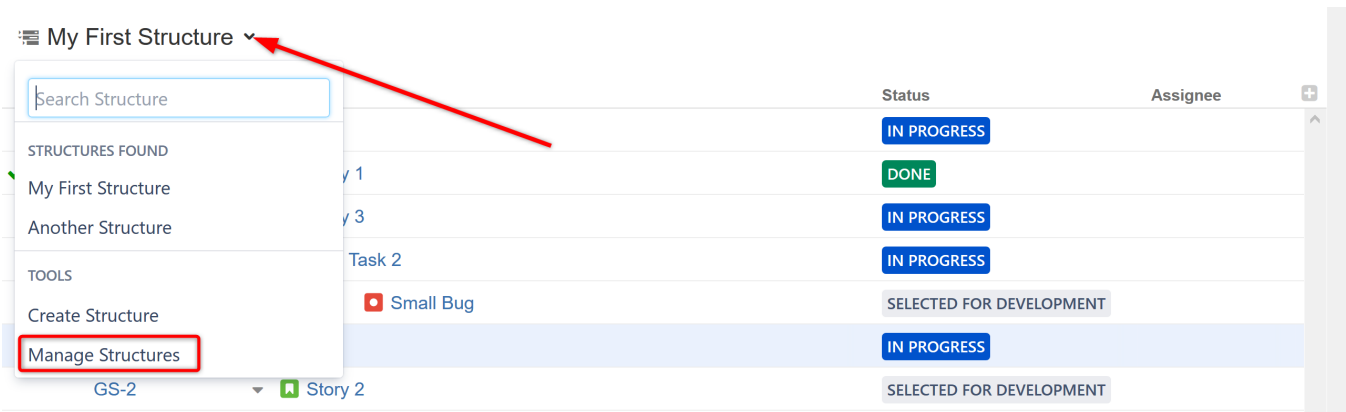 My First Structure
Search Structure
Status Assignee
IN PROGRESS
STRUCTURES FOUND
My First Structure
y 1 DONE
Another Structure
y 3 IN PROGRESS
TOOLS
Task 2 IN PROGRESS
Create Structure
Small Bug SELECTED FOR DEVELOPMENT
Manage Structures
IN PROGRESS
GS-2 Story 2 SELECTED FOR DEVELOPMENT